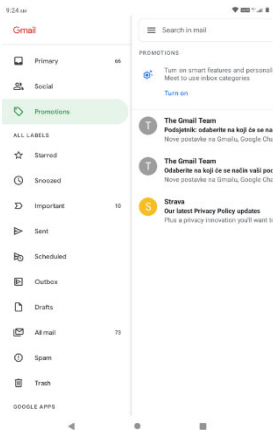 9:24 AM
Gmail
Primary 66
Social
Promotions
ALL LABELS
Starred
Snoozed
Important 10
Sent
Scheduled
Outbox
Drafts
All mail 73
Spam
Trash
GOOGLE APPS
Search in mail
PROMOTIONS
Turn on smart features and personali
Meet to use inbox categories
Turn on
T The Gmail Team
Podsjetnik: odaberite na koji će se na
Nove postavke na Gmailu, Google Cha
T The Gmail Team
Odaberite na koji će se način vaši pod
Nove postavke na Gmailu, Google Cha
S Strava
Our latest Privacy Policy updates
Plus a privacy innovation you'll want to